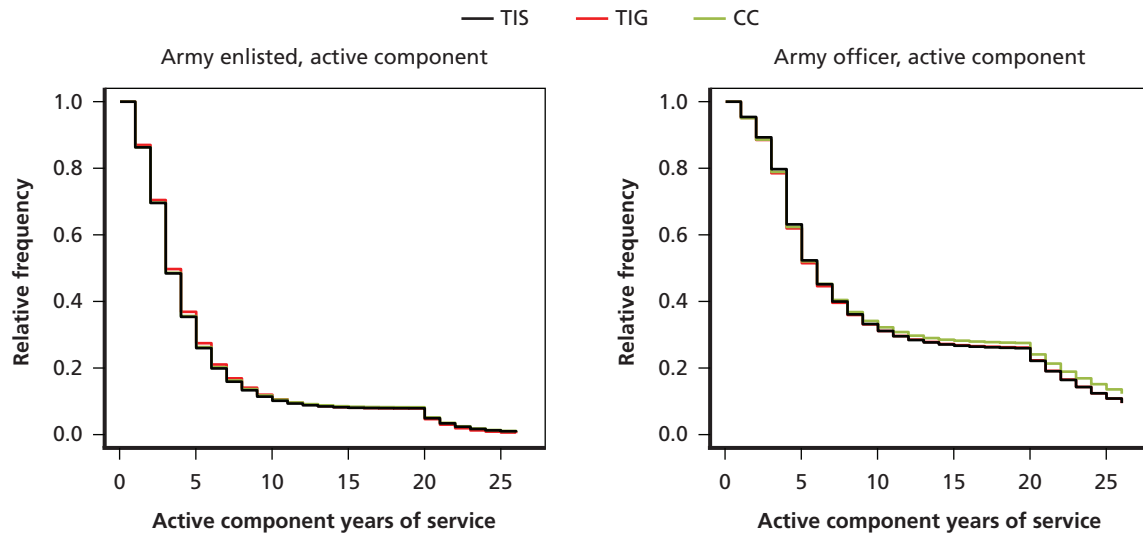 TIS TIG CC
Army enlisted, active component
Relative frequency
1.0
0.8
0.6
0.4
0.2
0.0
0 5 10 15 20 25
Active component years of service
Army officer, active component
Relative frequency
1.0
0.8
0.6
0.4
0.2
0.0
0 5 10 15 20 25
Active component years of service